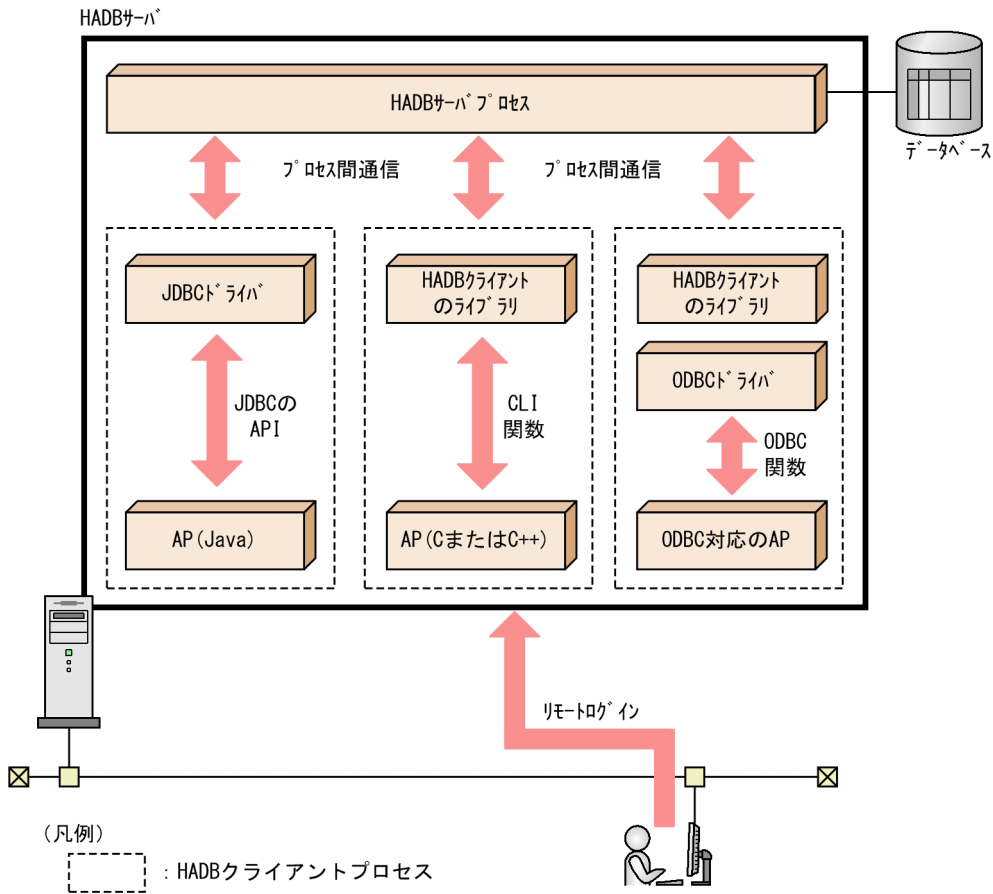 HADBｻｰﾊﾞ
HADBｻｰﾊﾞﾌﾟﾛｾｽ
ﾃﾞｰﾀﾍﾞｰｽ
ﾌﾟﾛｾｽ間通信
ﾌﾟﾛｾｽ間通信
JDBCﾄﾞﾗｲﾊﾞ
HADBｸﾗｲｱﾝﾄ
のﾗｲﾌﾞﾗﾘ
HADBｸﾗｲｱﾝﾄ
のﾗｲﾌﾞﾗﾘ
ODBCﾄﾞﾗｲﾊﾞ
JDBCの
API
CLI
関数
ODBC
関数
AP(Java)
AP(CまたはC++)
ODBC対応のAP
ﾘﾓｰﾄﾛｸﾞｲﾝ
(凡例)
：HADBクライアントプロセス